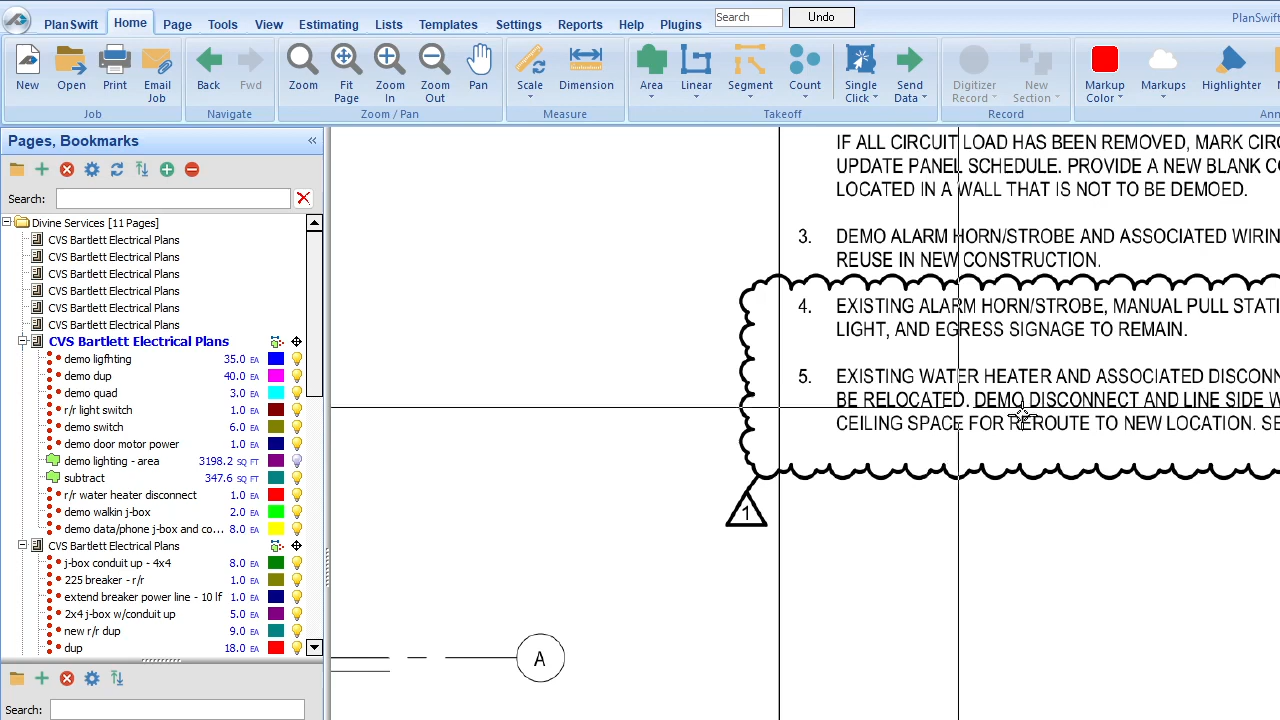 PlanSwift Home Page Tools View Estimating Lists Templates Settings Reports Help Plugins Search Undo
New Open Print Email Job Back Fwd Zoom Fit Page Zoom In Zoom Out Pan Scale Dimension Area Linear Segment Count Single Click Send Data Digitizer Record New Section Markup Color Markups Highlighter
Job Navigate Zoom / Pan Measure Takeoff Record
Pages, Bookmarks
Search:
Divine Services [11 Pages]
CVS Bartlett Electrical Plans
CVS Bartlett Electrical Plans
CVS Bartlett Electrical Plans
CVS Bartlett Electrical Plans
CVS Bartlett Electrical Plans
CVS Bartlett Electrical Plans
CVS Bartlett Electrical Plans
demo ligfhting 35.0 EA
demo dup 40.0 EA
demo quad 3.0 EA
r/r light switch 1.0 EA
demo switch 6.0 EA
demo door motor power 1.0 EA
demo lighting - area 3198.2 SQ FT
subtract 347.6 SQ FT
r/r water heater disconnect 1.0 EA
demo walkin j-box 2.0 EA
demo data/phone j-box and co... 8.0 EA
CVS Bartlett Electrical Plans
j-box conduit up - 4x4 8.0 EA
225 breaker - r/r 1.0 EA
extend breaker power line - 10 lf 1.0 EA
2x4 j-box w/conduit up 5.0 EA
new r/r dup 9.0 EA
dup 18.0 EA
Search:
IF ALL CIRCUIT LOAD HAS BEEN REMOVED, MARK
UPDATE PANEL SCHEDULE. PROVIDE A NEW BLANK
LOCATED IN A WALL THAT IS NOT TO BE DEMOED.
3. DEMO ALARM HORN/STROBE AND ASSOCIATED
REUSE IN NEW CONSTRUCTION.
4. EXISTING ALARM HORN/STROBE, MANUAL PULL
LIGHT, AND EGRESS SIGNAGE TO REMAIN.
5. EXISTING WATER HEATER AND ASSOCIATED
BE RELOCATED. DEMO DISCONNECT AND LINE SIDE
CEILING SPACE FOR REROUTE TO NEW LOCATION.
1
A